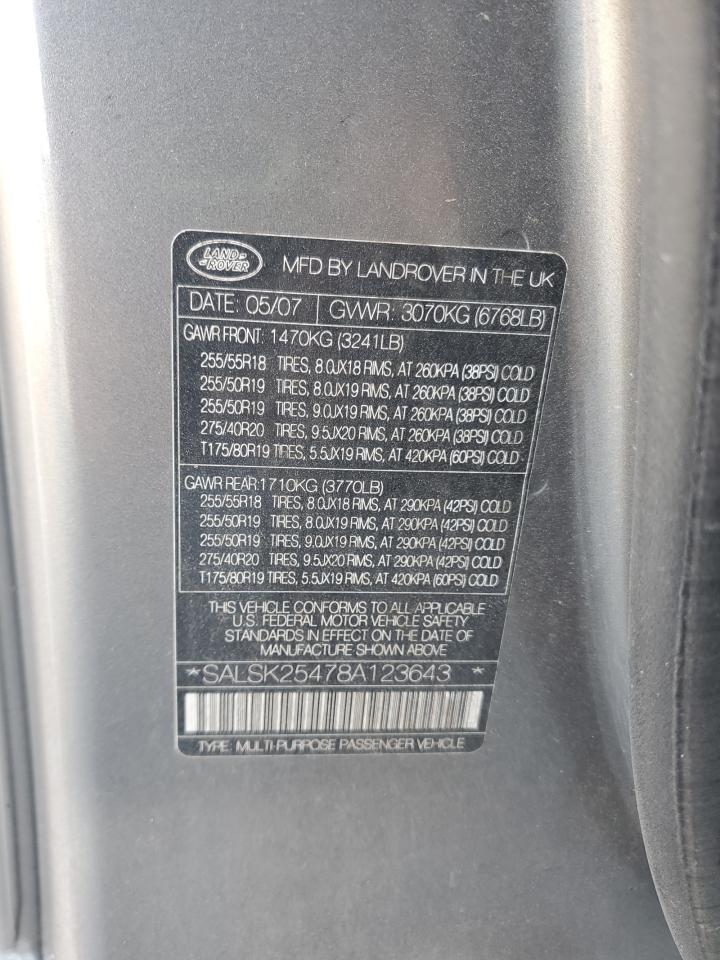 LAND
ROVER
MFD BY LANDROVER IN THE UK
DATE: 05/07 GVWR: 3070KG (6768LB)
GAWR FRONT: 1470KG (3241LB)
255/55R18 TIRES, 8.0JX18 RIMS, AT 260KPA (38PSI) COLD
255/50R19 TIRES, 8.0JX19 RIMS, AT 260KPA (38PSI) COLD
255/50R19 TIRES, 9.0JX19 RIMS, AT 260KPA (38PSI) COLD
275/40R20 TIRES, 9.5JX20 RIMS, AT 260KPA (38PSI) COLD
T175/80R19 TIRES, 5.5JX19 RIMS, AT 420KPA (60PSI) COLD
GAWR REAR: 1710KG (3770LB)
255/55R18 TIRES, 8.0JX18 RIMS, AT 290KPA (42PSI) COLD
255/50R19 TIRES, 8.0JX19 RIMS, AT 290KPA (42PSI) COLD
255/50R19 TIRES, 9.0JX19 RIMS, AT 290KPA (42PSI) COLD
275/40R20 TIRES, 9.5JX20 RIMS, AT 290KPA (42PSI) COLD
T175/80R19 TIRES, 5.5JX19 RIMS, AT 420KPA (60PSI) COLD
THIS VEHICLE CONFORMS TO ALL APPLICABLE
U.S. FEDERAL MOTOR VEHICLE SAFETY
STANDARDS IN EFFECT ON THE DATE OF
MANUFACTURE SHOWN ABOVE
*SALSK25478A123643*
TYPE: MULTI-PURPOSE PASSENGER VEHICLE